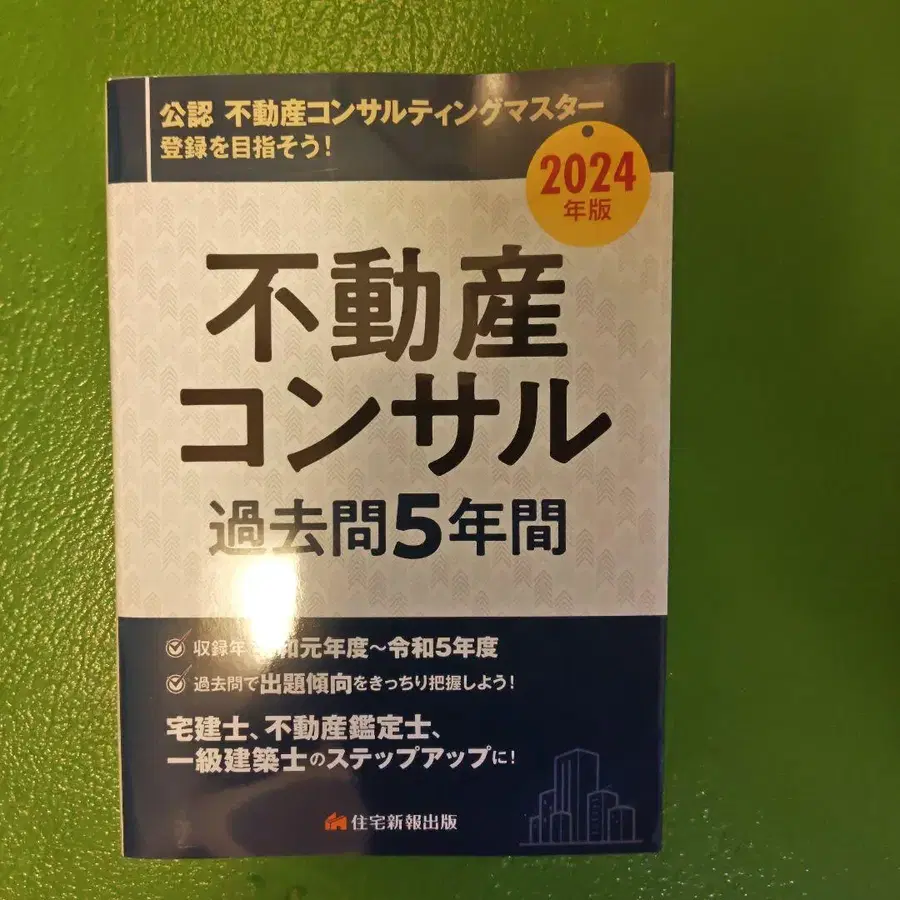 公認 不動産コンサルティングマスター
登録を目指そう！
2024
年版
不動産
コンサル
過去問5年間
収録年 和元年度～令和5年度
過去問で出題傾向をきっちり把握しよう！
宅建士、不動産鑑定士、
一級建築士のステップアップに！
住宅新報出版